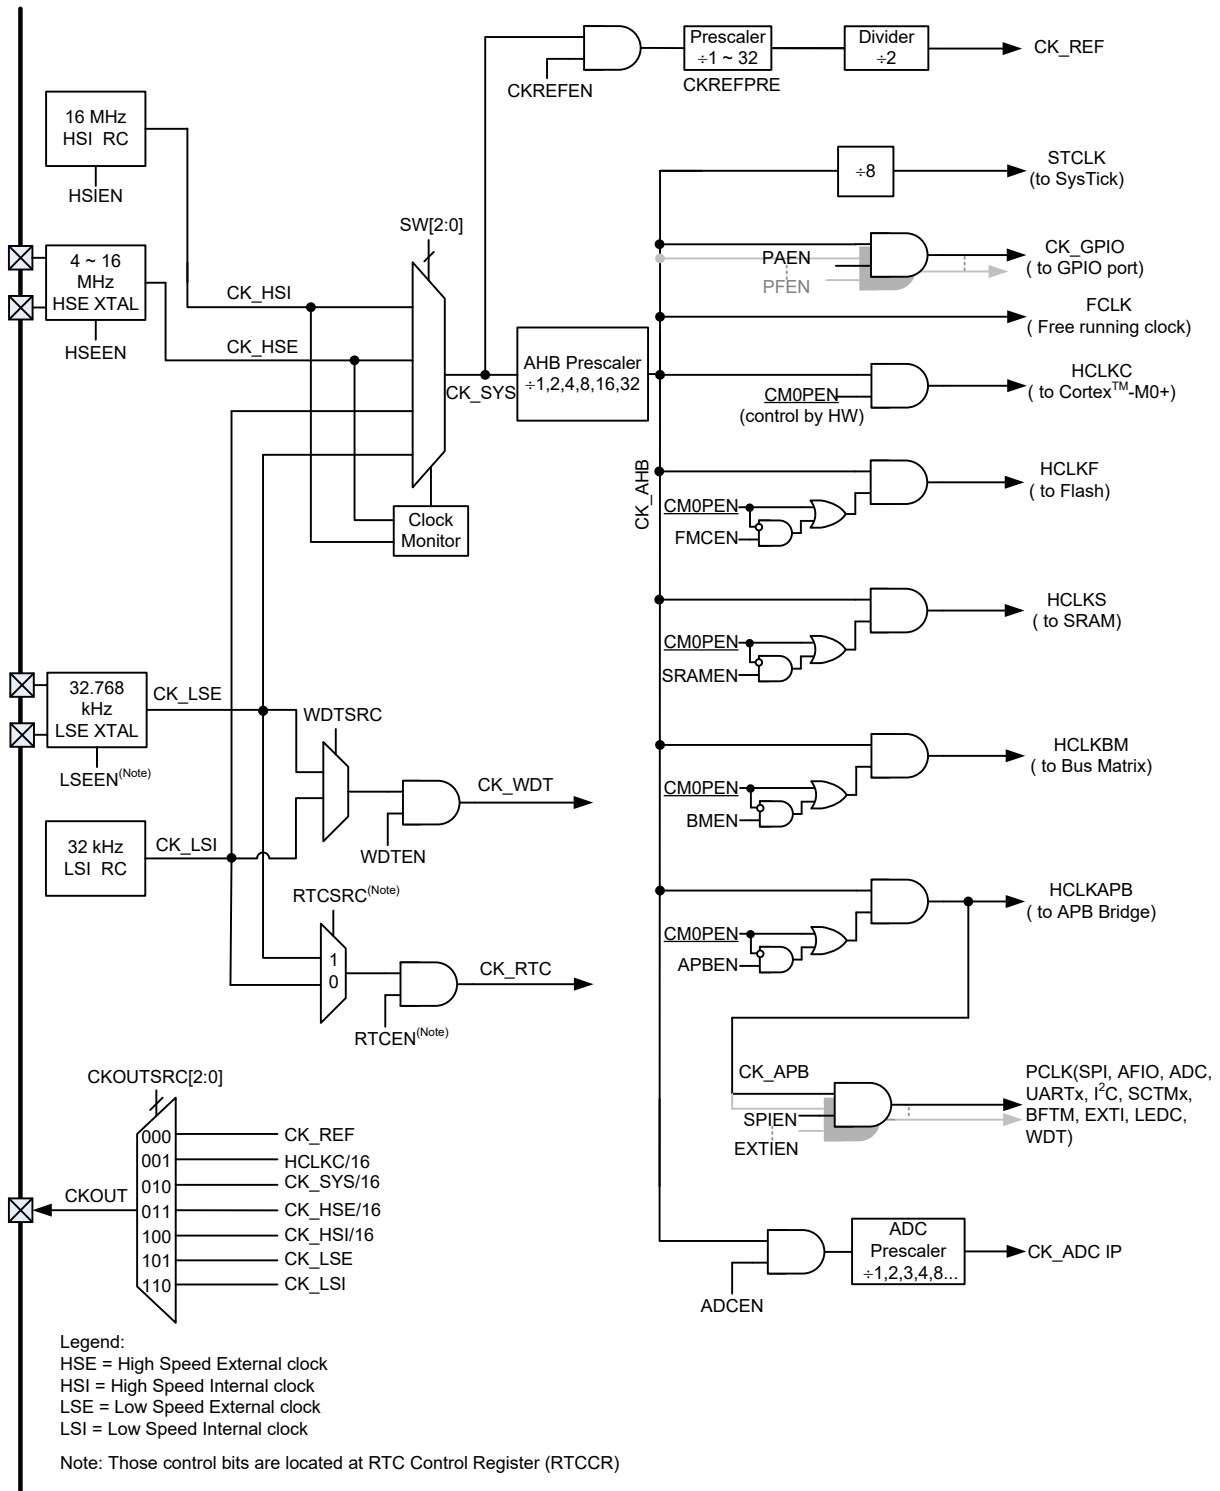 Prescaler
÷1 ~ 32
CKREFPRE
Divider
÷2
CK_REF
CKREFEN
16 MHz
HSI RC
HSIEN
÷8
STCLK
(to SysTick)
SW[2:0]
4 ~ 16
MHz
HSE XTAL
HSEEN
CK_HSI
CK_HSE
PAEN
PFEN
CK_GPIO
( to GPIO port)
FCLK
( Free running clock)
CK_SYS
AHB Prescaler
÷1,2,4,8,16,32
CM0PEN
(control by HW)
HCLKC
( to Cortex™-M0+)
CK_AHB
Clock
Monitor
CM0PEN
FMCEN
HCLKF
( to Flash)
CM0PEN
SRAMEN
HCLKS
( to SRAM)
32.768
kHz
LSE XTAL
LSEEN(Note)
CK_LSE
WDTSRC
CK_WDT
WDTEN
CM0PEN
BMEN
HCLKBM
( to Bus Matrix)
32 kHz
LSI RC
CK_LSI
RTCSRC(Note)
1
0
CK_RTC
RTCEN(Note)
CM0PEN
APBEN
HCLKAPB
( to APB Bridge)
CK_APB
SPIEN
EXTIEN
PCLK(SPI, AFIO, ADC,
UARTx, I²C, SCTMx,
BFTM, EXTI, LEDC,
WDT)
CKOUTSRC[2:0]
000 CK_REF
001 HCLKC/16
010 CK_SYS/16
CKOUT 011 CK_HSE/16
100 CK_HSI/16
101 CK_LSE
110 CK_LSI
ADCEN
ADC
Prescaler
÷1,2,3,4,8...
CK_ADC IP
Legend:
HSE = High Speed External clock
HSI = High Speed Internal clock
LSE = Low Speed External clock
LSI = Low Speed Internal clock
Note: Those control bits are located at RTC Control Register (RTCCR)